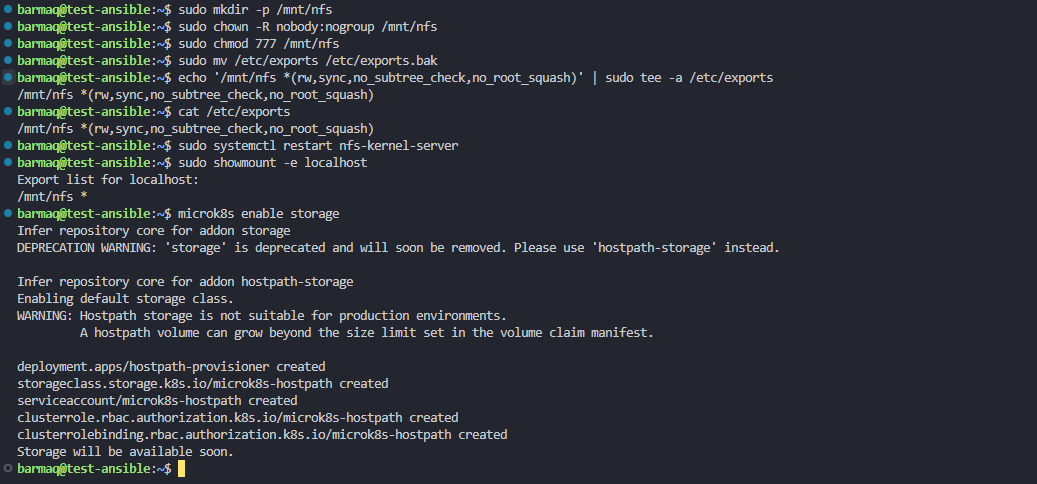 barmaq@test-ansible:~$ sudo mkdir -p /mnt/nfs
barmaq@test-ansible:~$ sudo chown -R nobody:nogroup /mnt/nfs
barmaq@test-ansible:~$ sudo chmod 777 /mnt/nfs
barmaq@test-ansible:~$ sudo mv /etc/exports /etc/exports.bak
barmaq@test-ansible:~$ echo '/mnt/nfs *(rw,sync,no_subtree_check,no_root_squash)' | sudo tee -a /etc/exports
/mnt/nfs *(rw,sync,no_subtree_check,no_root_squash)
barmaq@test-ansible:~$ cat /etc/exports
/mnt/nfs *(rw,sync,no_subtree_check,no_root_squash)
barmaq@test-ansible:~$ sudo systemctl restart nfs-kernel-server
barmaq@test-ansible:~$ sudo showmount -e localhost
Export list for localhost:
/mnt/nfs *
barmaq@test-ansible:~$ microk8s enable storage
Infer repository core for addon storage
DEPRECATION WARNING: 'storage' is deprecated and will soon be removed. Please use 'hostpath-storage' instead.

Infer repository core for addon hostpath-storage
Enabling default storage class.
WARNING: Hostpath storage is not suitable for production environments.
         A hostpath volume can grow beyond the size limit set in the volume claim manifest.

deployment.apps/hostpath-provisioner created
storageclass.storage.k8s.io/microk8s-hostpath created
serviceaccount/microk8s-hostpath created
clusterrole.rbac.authorization.k8s.io/microk8s-hostpath created
clusterrolebinding.rbac.authorization.k8s.io/microk8s-hostpath created
Storage will be available soon.
barmaq@test-ansible:~$